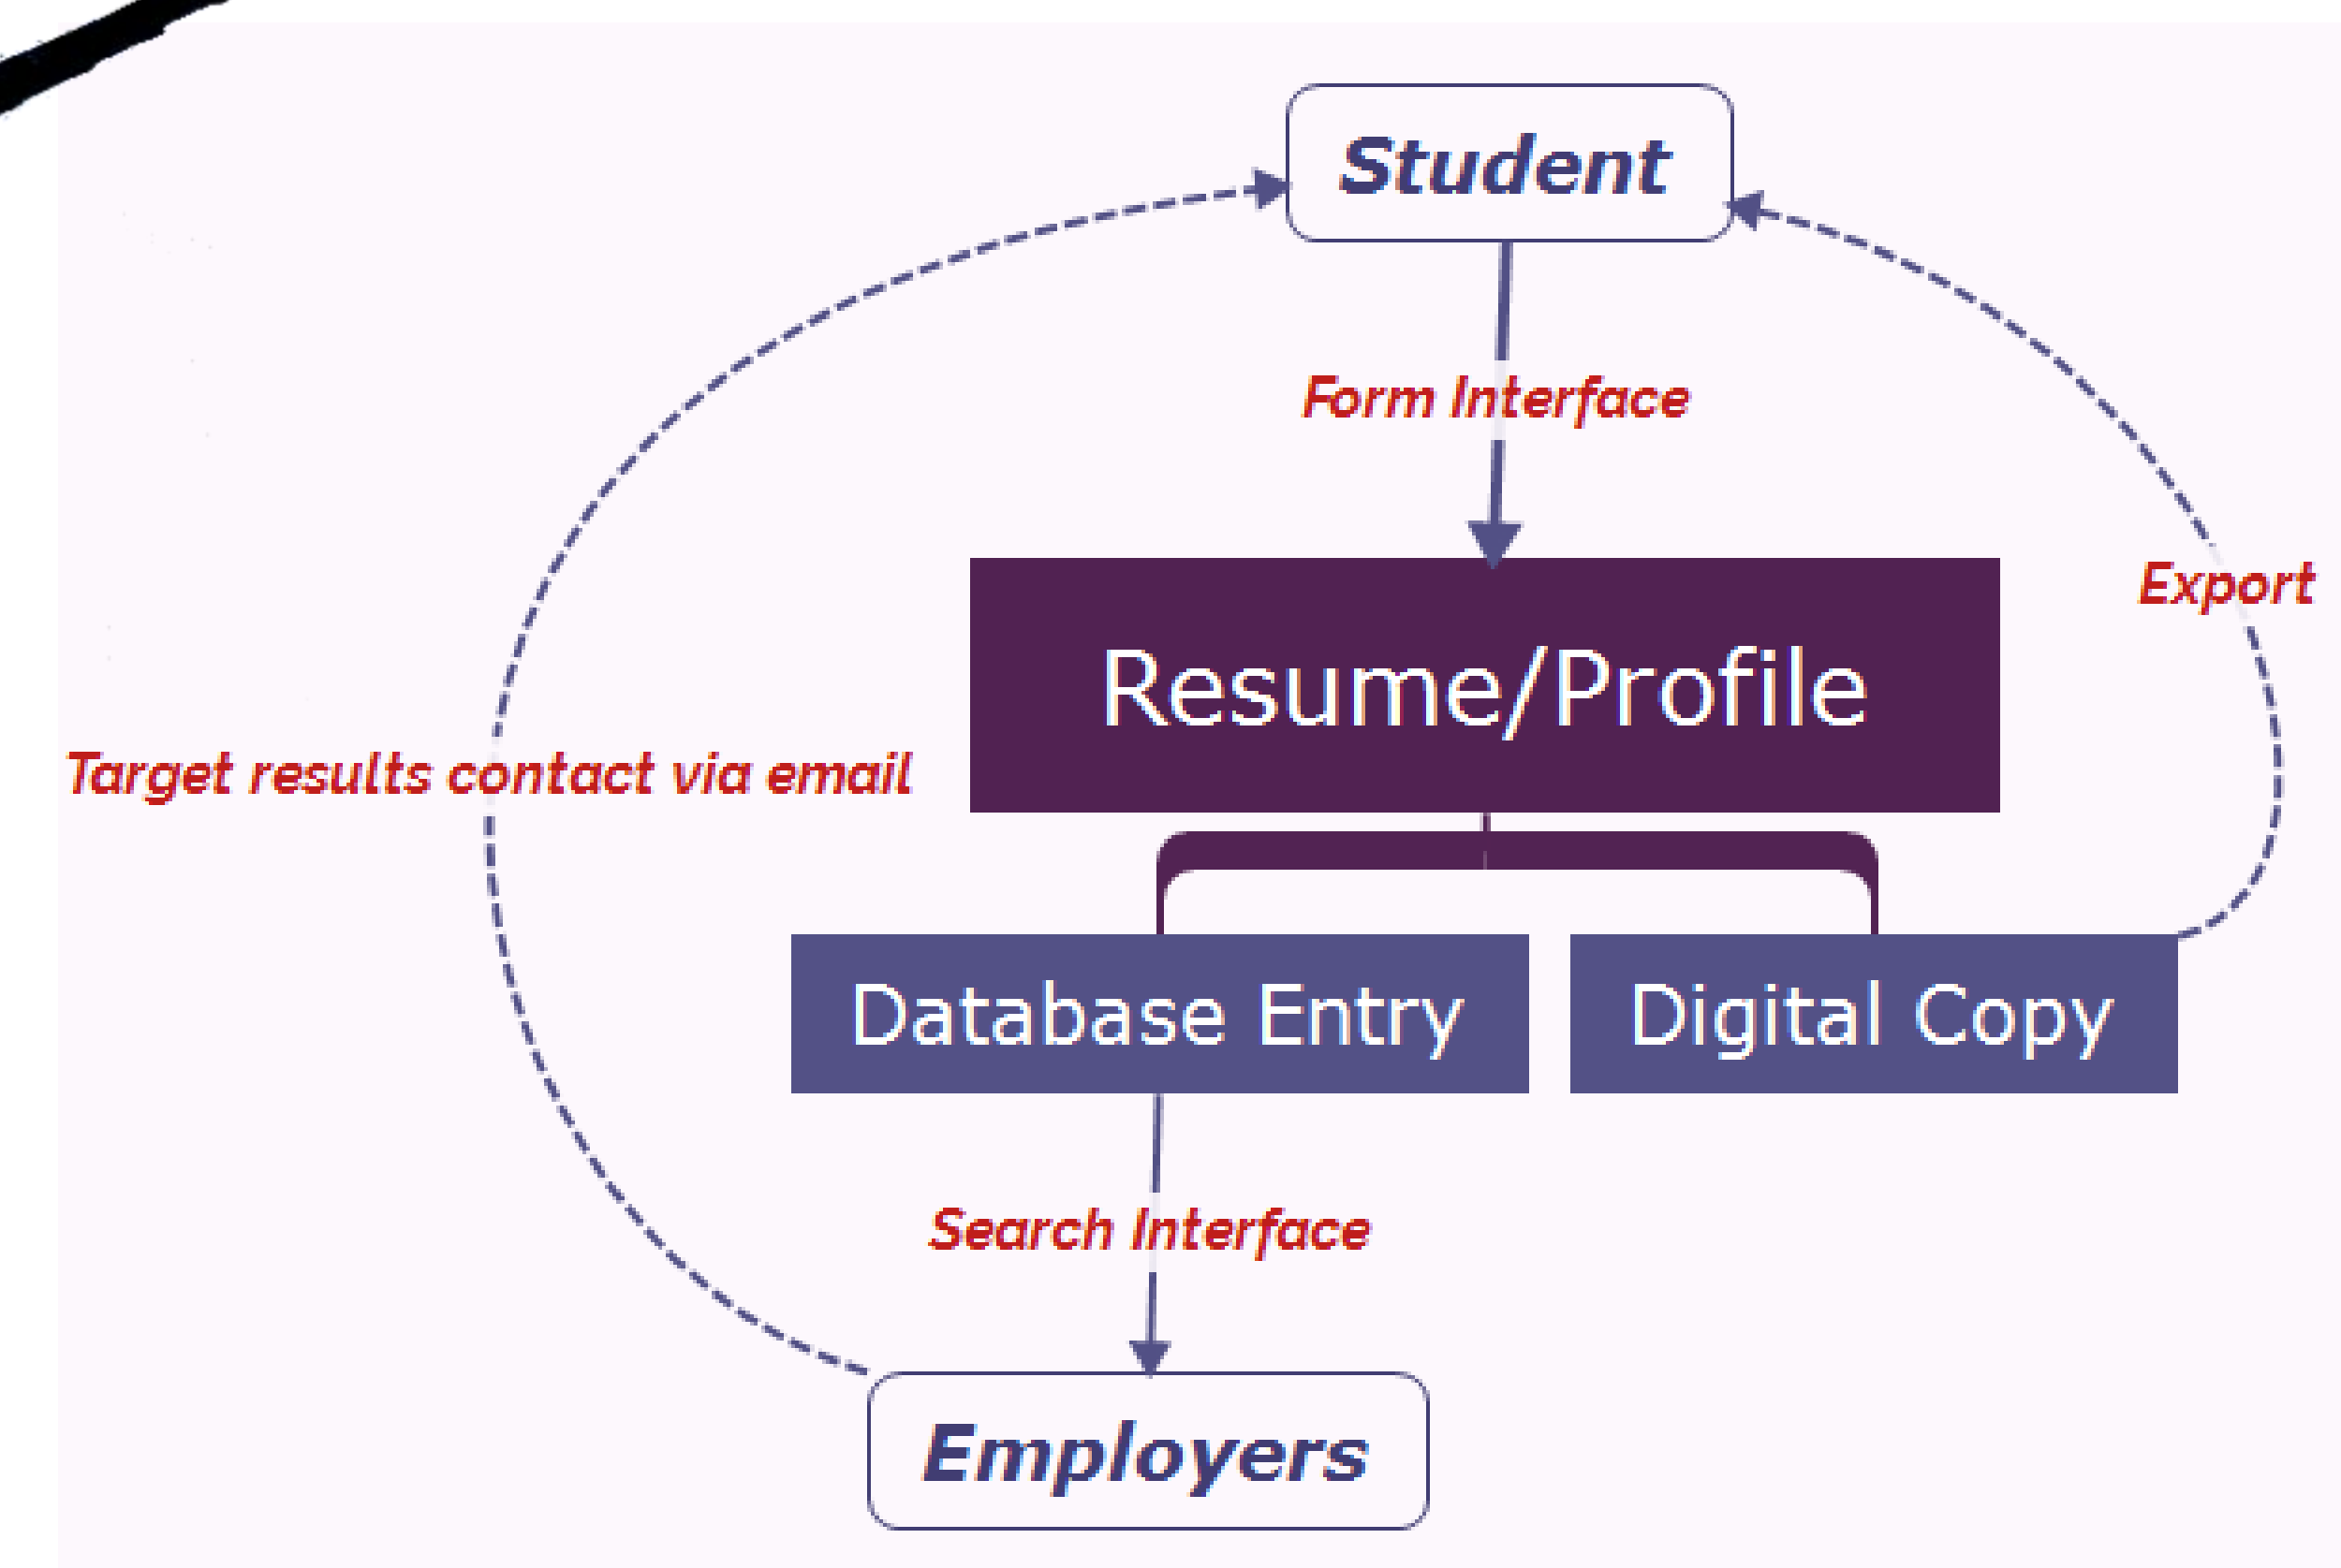 Student
Form Interface
Export
Resume/Profile
Target results contact via email
Database Entry
Digital Copy
Search Interface
Employers